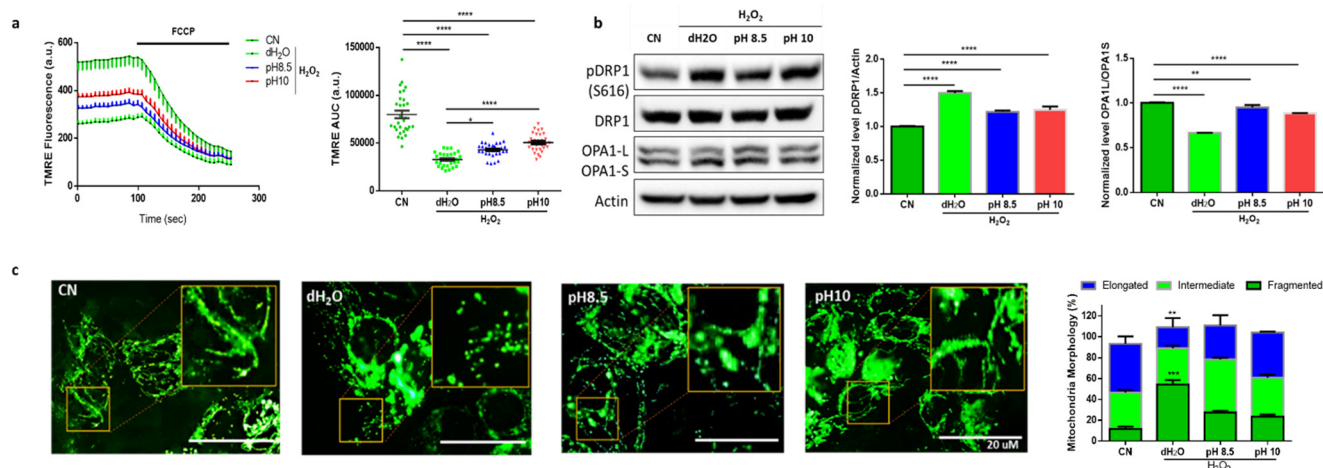 a
FCCP
TMRE Fluorescence (a.u.)
600
400
200
0
0
100
200
300
Time (sec)
CN
dH₂O
pH8.5
pH10
H₂O₂
TMRE AUC (a.u.)
150000
100000
50000
0
****
****
****
****
*
CN
dH₂O
pH8.5
pH10
H₂O₂
b
H₂O₂
CN
dH2O
pH 8.5
pH 10
pDRP1
(S616)
DRP1
OPA1-L
OPA1-S
Actin
Normalized level pDRP1/Actin
2.0
1.5
1.0
0.5
0.0
****
****
****
CN
dH₂O
pH 8.5
pH 10
H₂O₂
Normalized level OPA1L/OPA1S
1.5
1.0
0.5
0.0
****
**
****
CN
dH₂O
pH 8.5
pH 10
H₂O₂
c
CN
dH₂O
pH8.5
pH10
20 uM
Elongated
Intermediate
Fragmented
Mitochondria Morphology (%)
120
100
80
60
40
20
0
**
***
CN
dH₂O
pH 8.5
pH 10
H₂O₂